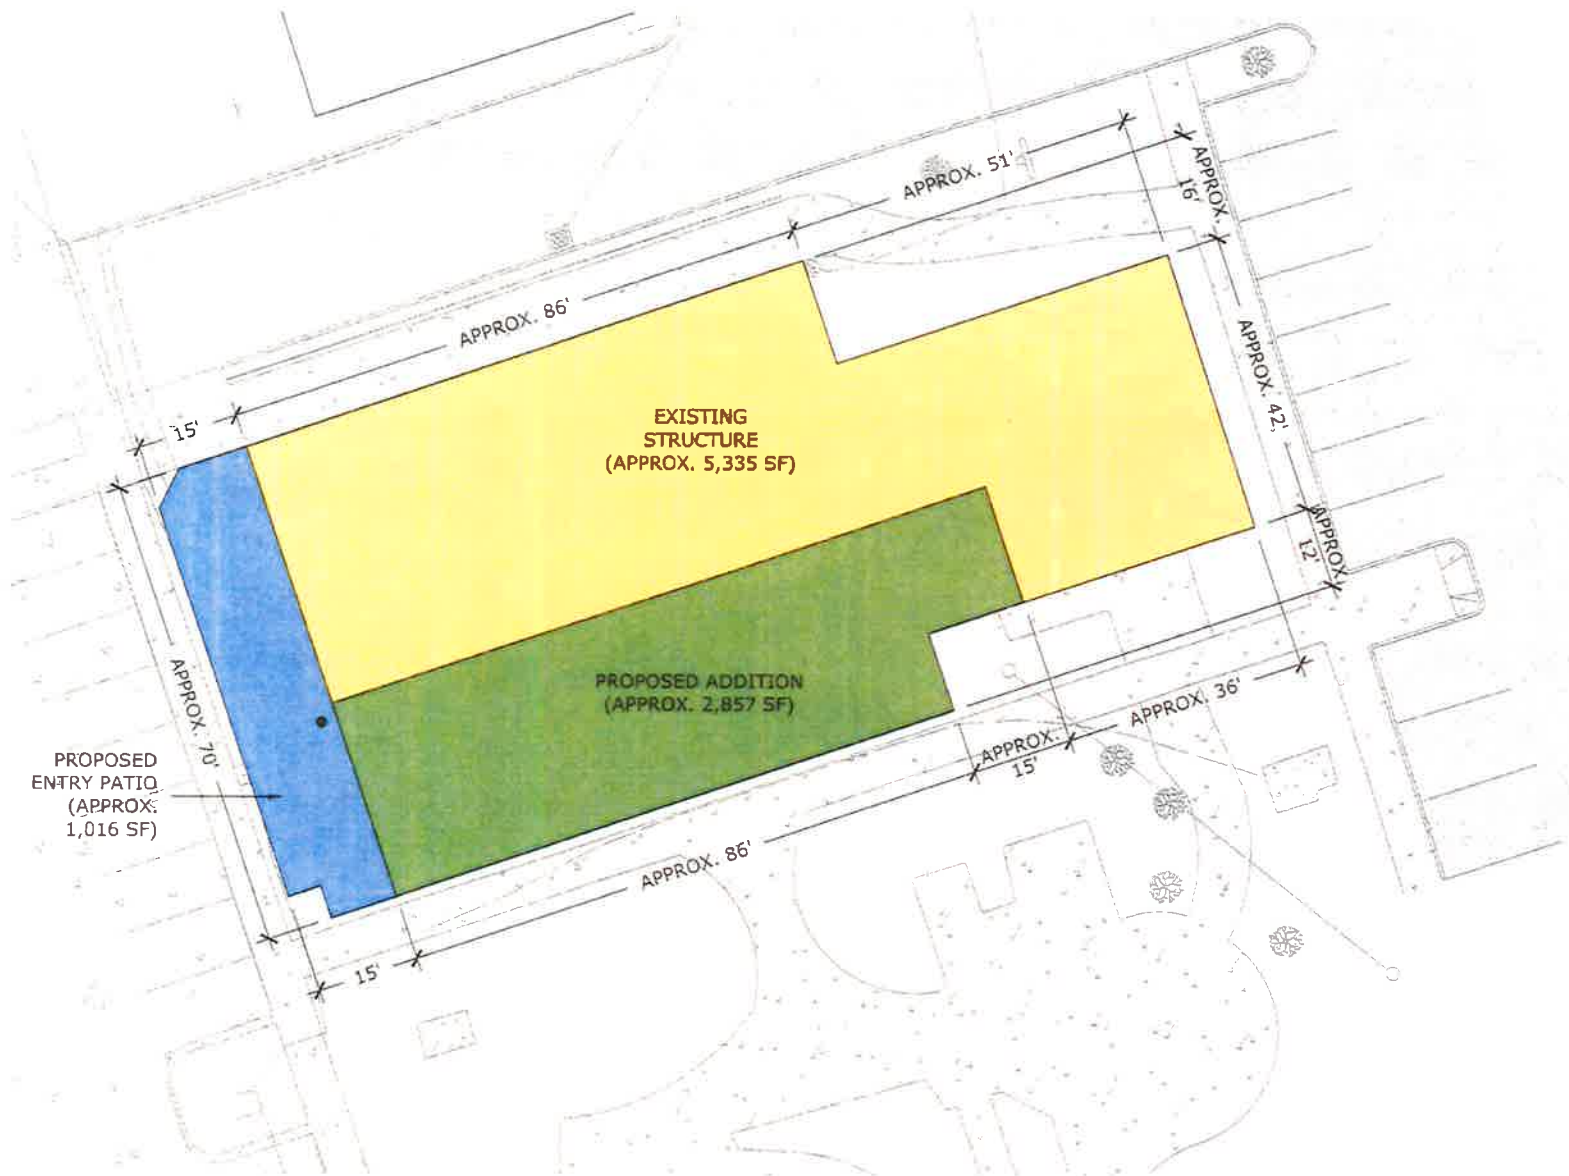 APPROX. 51'
APPROX.
16'
APPROX. 86'
15'
APPROX. 42'
EXISTING
STRUCTURE
(APPROX. 5,335 SF)
APPROX.
12'
APPROX. 70'
PROPOSED ADDITION
(APPROX. 2,857 SF)
APPROX. 36'
APPROX.
15'
PROPOSED
ENTRY PATIO
(APPROX.
1,016 SF)
APPROX. 86'
15'